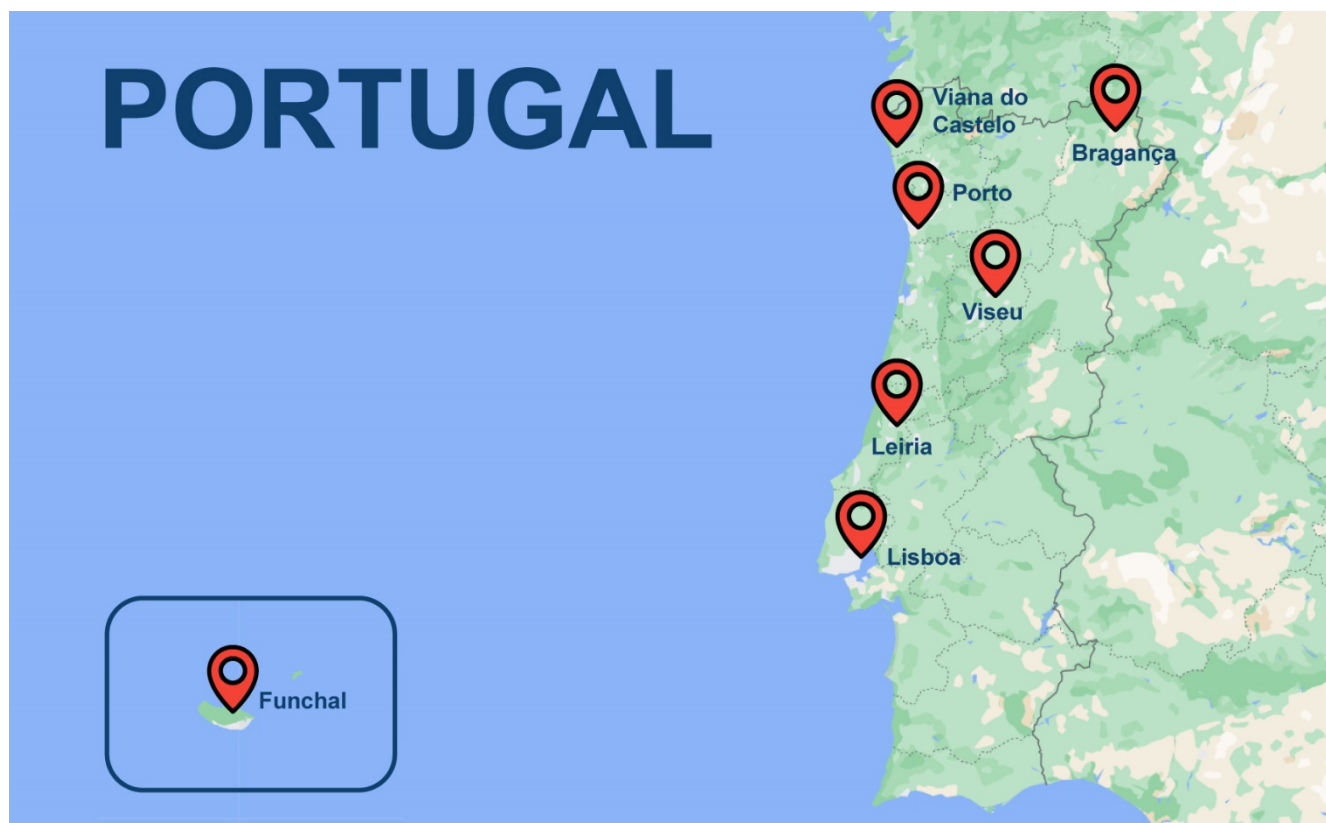 PORTUGAL
Viana do
Castelo
Bragança
Porto
Viseu
Leiria
Lisboa
Funchal